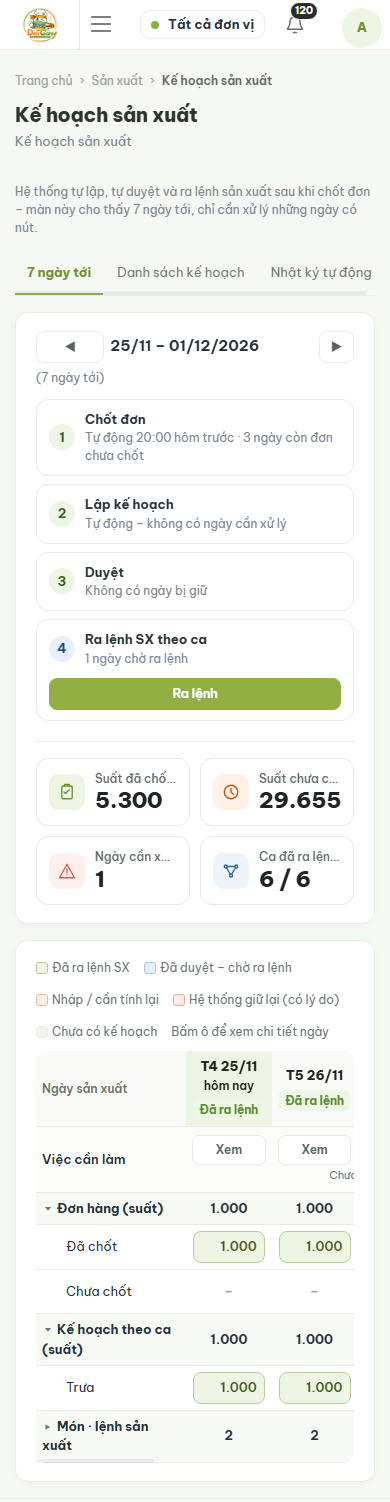 Tất cả đơn vị
120
A
Trang chủ › Sản xuất › Kế hoạch sản xuất
Kế hoạch sản xuất
Kế hoạch sản xuất
Hệ thống tự lập, tự duyệt và ra lệnh sản xuất sau khi chốt đơn
– màn này cho thấy 7 ngày tới, chỉ cần xử lý những ngày có
nút.
7 ngày tới
Danh sách kế hoạch
Nhật ký tự động
◀ 25/11 – 01/12/2026 ▶
(7 ngày tới)
1 Chốt đơn
Tự động 20:00 hôm trước · 3 ngày còn đơn
chưa chốt
2 Lập kế hoạch
Tự động – không có ngày cần xử lý
3 Duyệt
Không có ngày bị giữ
4 Ra lệnh SX theo ca
1 ngày chờ ra lệnh
Ra lệnh
Suất đã chố...
5.300
Suất chưa c...
29.655
Ngày cần x...
1
Ca đã ra lện...
6 / 6
Đã ra lệnh SX
Đã duyệt – chờ ra lệnh
Nháp / cần tính lại
Hệ thống giữ lại (có lý do)
Chưa có kế hoạch
Bấm ô để xem chi tiết ngày
Ngày sản xuất
T4 25/11
hôm nay
Đã ra lệnh
T5 26/11
Đã ra lệnh
Việc cần làm
Xem
Xem
Đơn hàng (suất) 1.000 1.000
Đã chốt 1.000 1.000
Chưa chốt – –
Kế hoạch theo ca
(suất) 1.000 1.000
Trưa 1.000 1.000
Món · lệnh sản
xuất 2 2